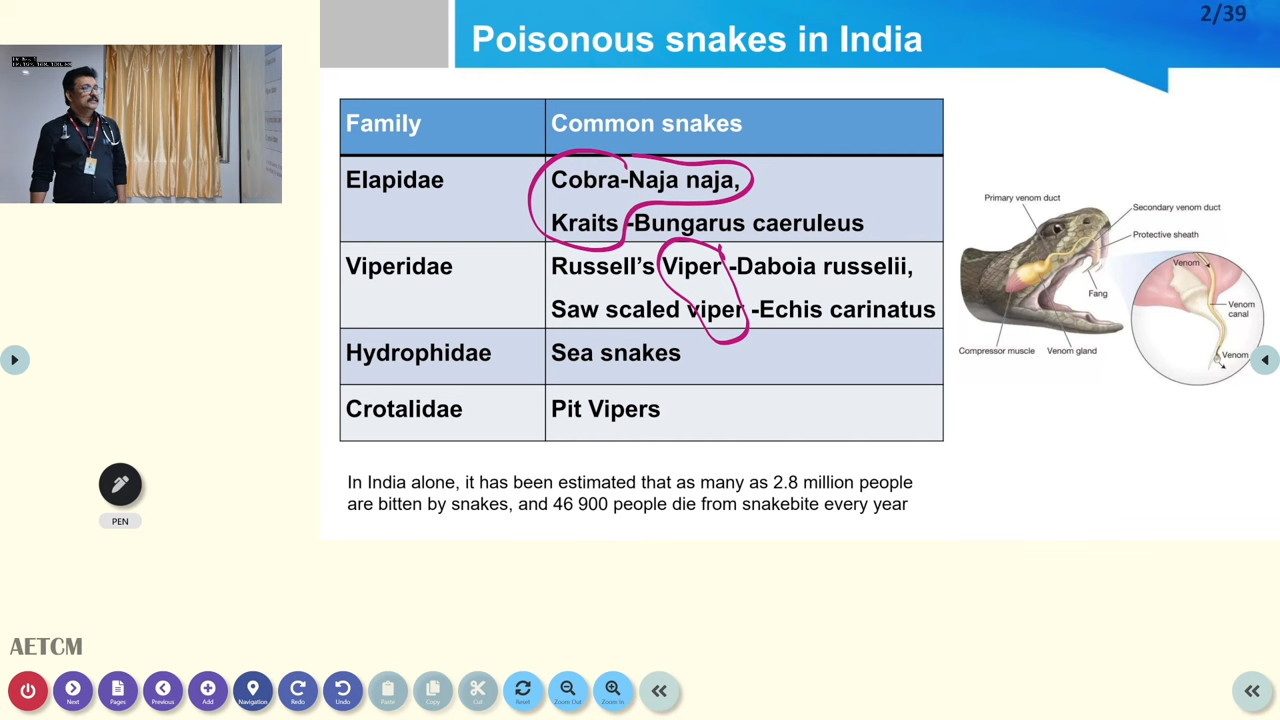 2/39
Poisonous snakes in India
Family
Common snakes
Elapidae
Cobra-Naja naja,
Kraits -Bungarus caeruleus
Viperidae
Russell’s Viper -Daboia russelii,
Saw scaled viper -Echis carinatus
Hydrophidae
Sea snakes
Crotalidae
Pit Vipers
Primary venom duct
Secondary venom duct
Protective sheath
Venom
Fang
Venom canal
Venom
Compressor muscle
Venom gland
In India alone, it has been estimated that as many as 2.8 million people
are bitten by snakes, and 46 900 people die from snakebite every year
PEN
AETCM
Next
Pages
Previous
Add
Navigation
Redo
Undo
Paste
Copy
Cut
Reset
Zoom Out
Zoom In